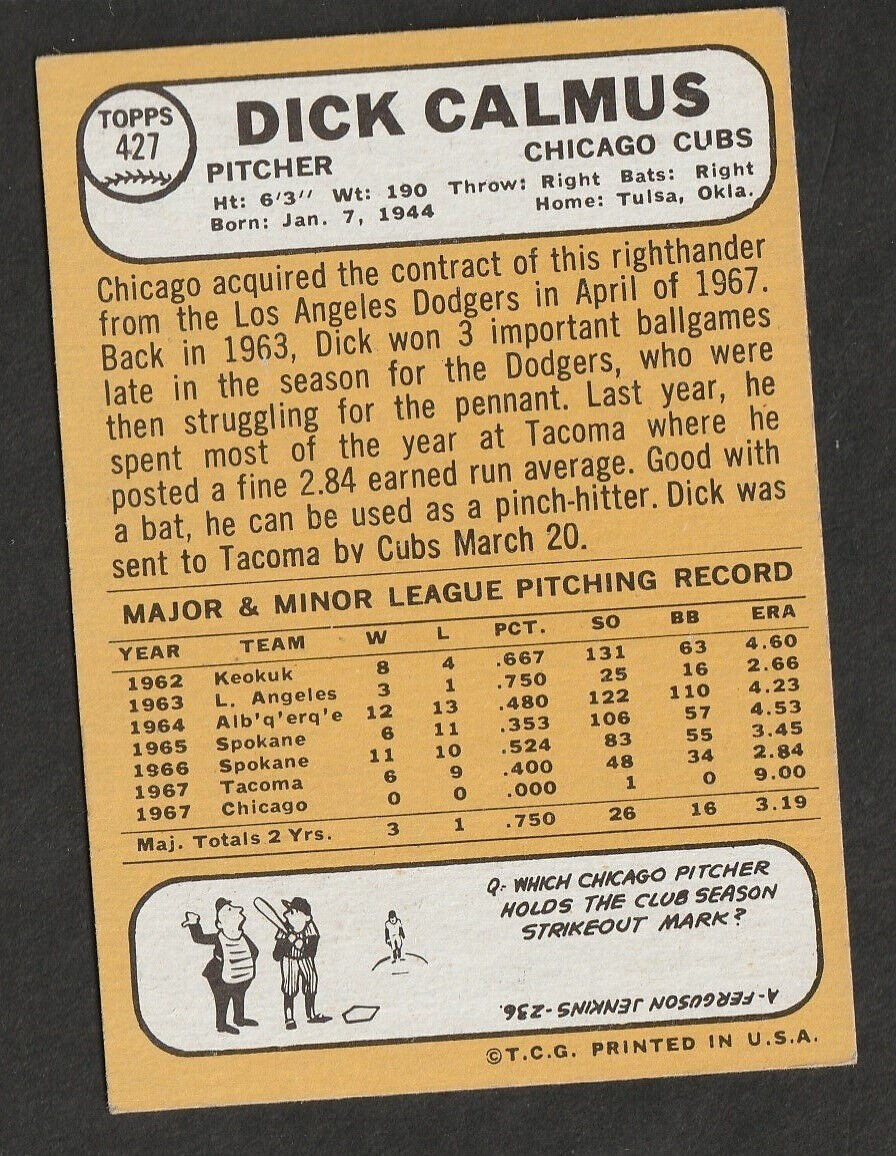 TOPPS
427
DICK CALMUS
PITCHER CHICAGO CUBS
Ht: 6'3'' Wt: 190 Throw: Right Bats: Right
Born: Jan. 7, 1944 Home: Tulsa, Okla.
Chicago acquired the contract of this righthander
from the Los Angeles Dodgers in April of 1967.
Back in 1963, Dick won 3 important ballgames
late in the season for the Dodgers, who were
then struggling for the pennant. Last year, he
spent most of the year at Tacoma where he
posted a fine 2.84 earned run average. Good with
a bat, he can be used as a pinch-hitter. Dick was
sent to Tacoma by Cubs March 20.
MAJOR & MINOR LEAGUE PITCHING RECORD
YEAR TEAM W L PCT. SO BB ERA
1962 Keokuk 8 4 .667 131 63 4.60
1963 L. Angeles 3 1 .750 25 16 2.66
1964 Alb'q'erq'e 12 13 .480 122 110 4.23
1965 Spokane 6 11 .353 106 57 4.53
1966 Spokane 11 10 .524 83 55 3.45
1967 Tacoma 6 9 .400 48 34 2.84
1967 Chicago 0 0 .000 1 0 9.00
Maj. Totals 2 Yrs. 3 1 .750 26 16 3.19
Q- WHICH CHICAGO PITCHER
HOLDS THE CLUB SEASON
STRIKEOUT MARK?
A-FERGUSON JENKINS-236.
©T.C.G. PRINTED IN U.S.A.